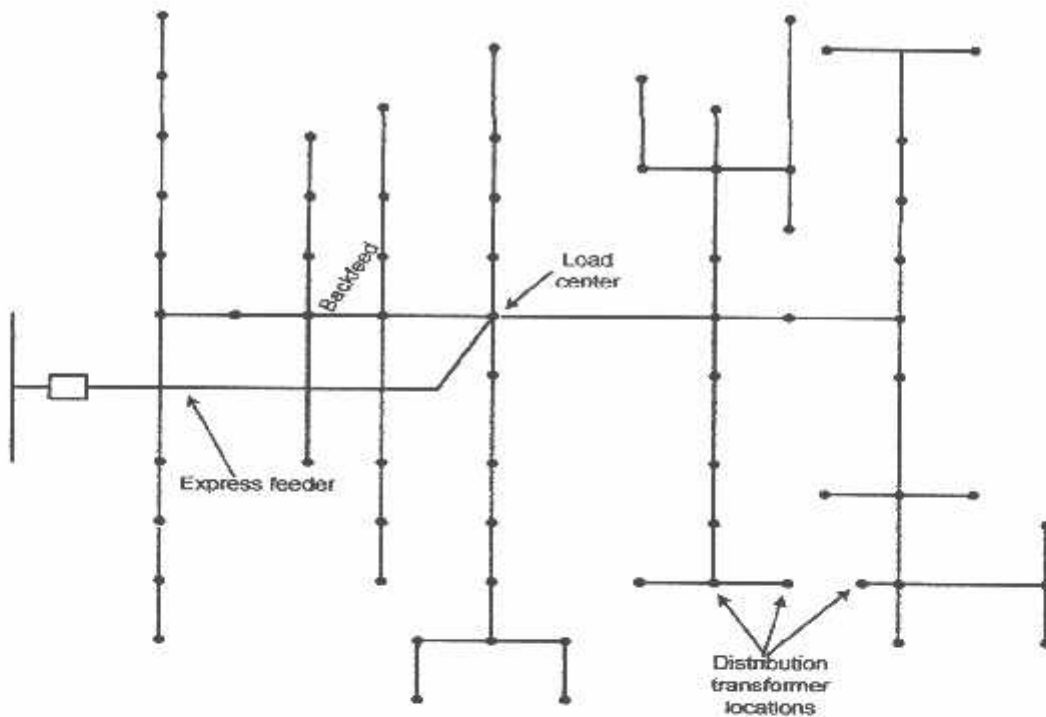 Backfeed
Load
center
Express feeder
Distribution
transformer
locations